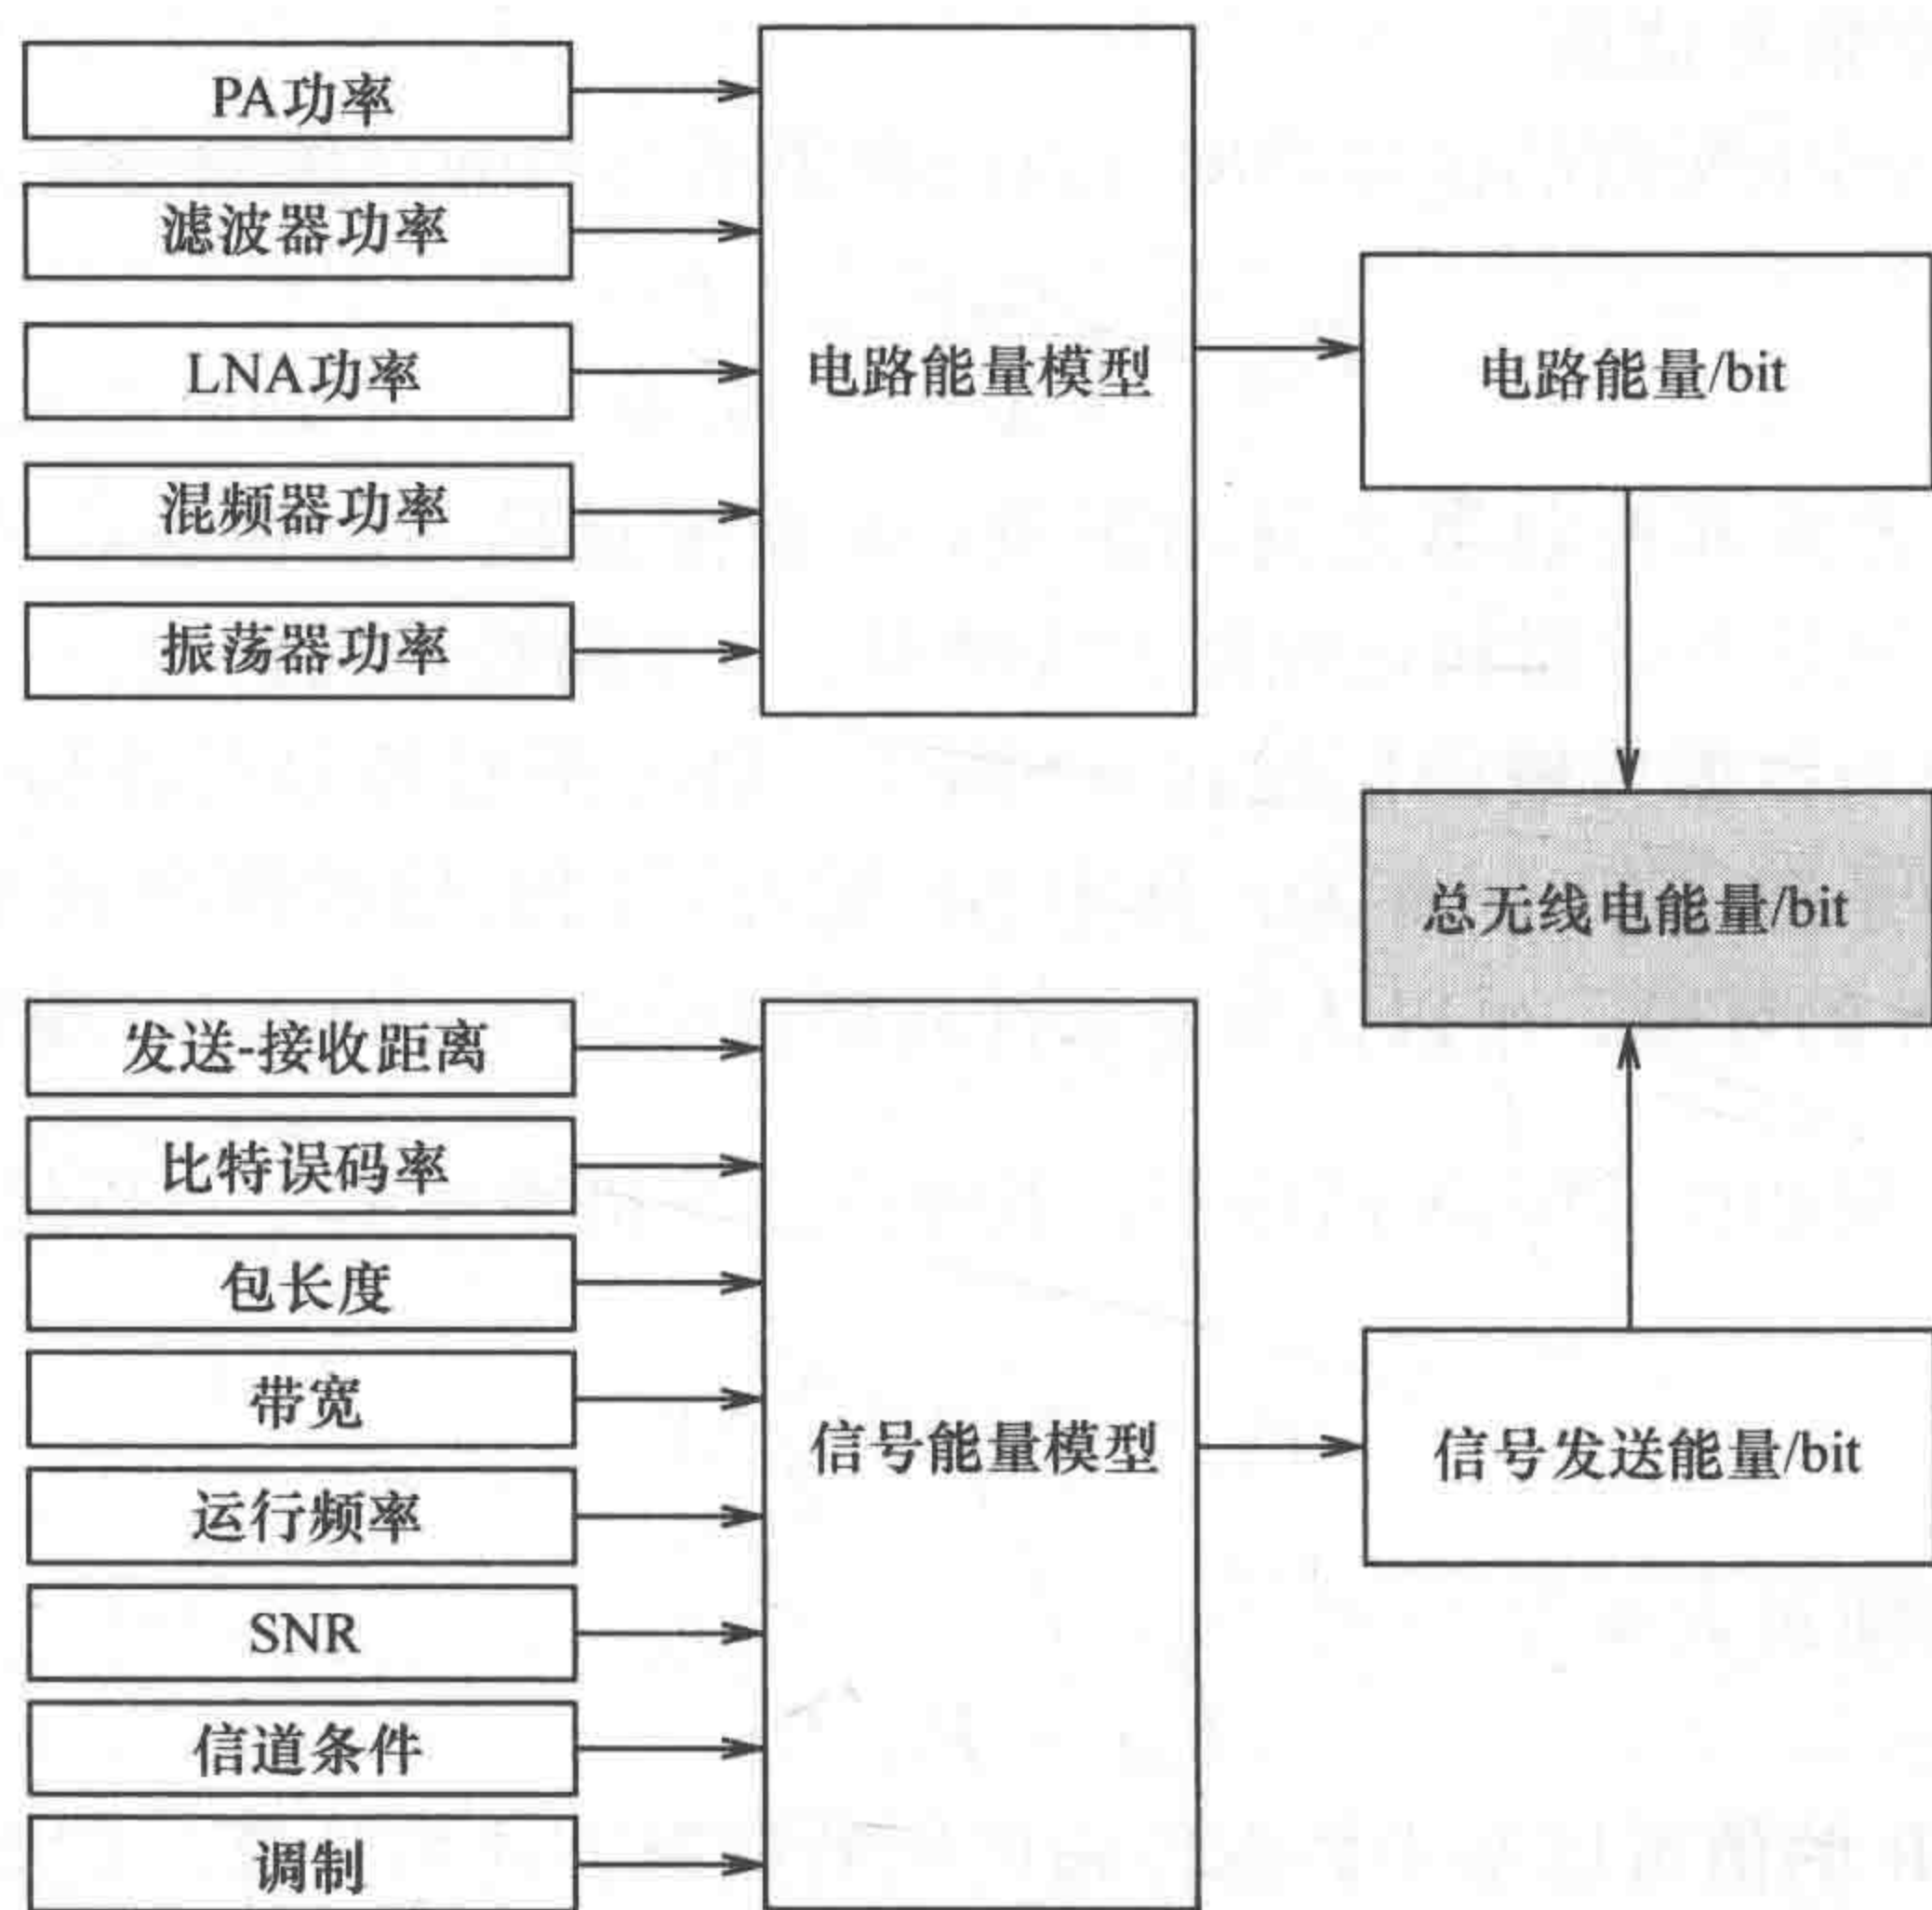 PA功率
滤波器功率
LNA功率
混频器功率
振荡器功率
电路能量模型
电路能量/bit
总无线电能量/bit
发送-接收距离
比特误码率
包长度
带宽
运行频率
SNR
信道条件
调制
信号能量模型
信号发送能量/bit